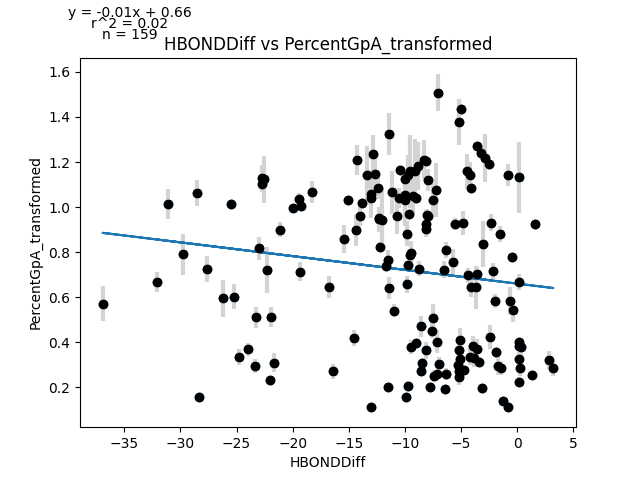 y = -0.01x + 0.66
r^2 = 0.02
n = 159
HBONDDiff vs PercentGpA_transformed
PercentGpA_transformed
1.6
1.4
1.2
1.0
0.8
0.6
0.4
0.2
−35 −30 −25 −20 −15 −10 −5 0 5
HBONDDiff